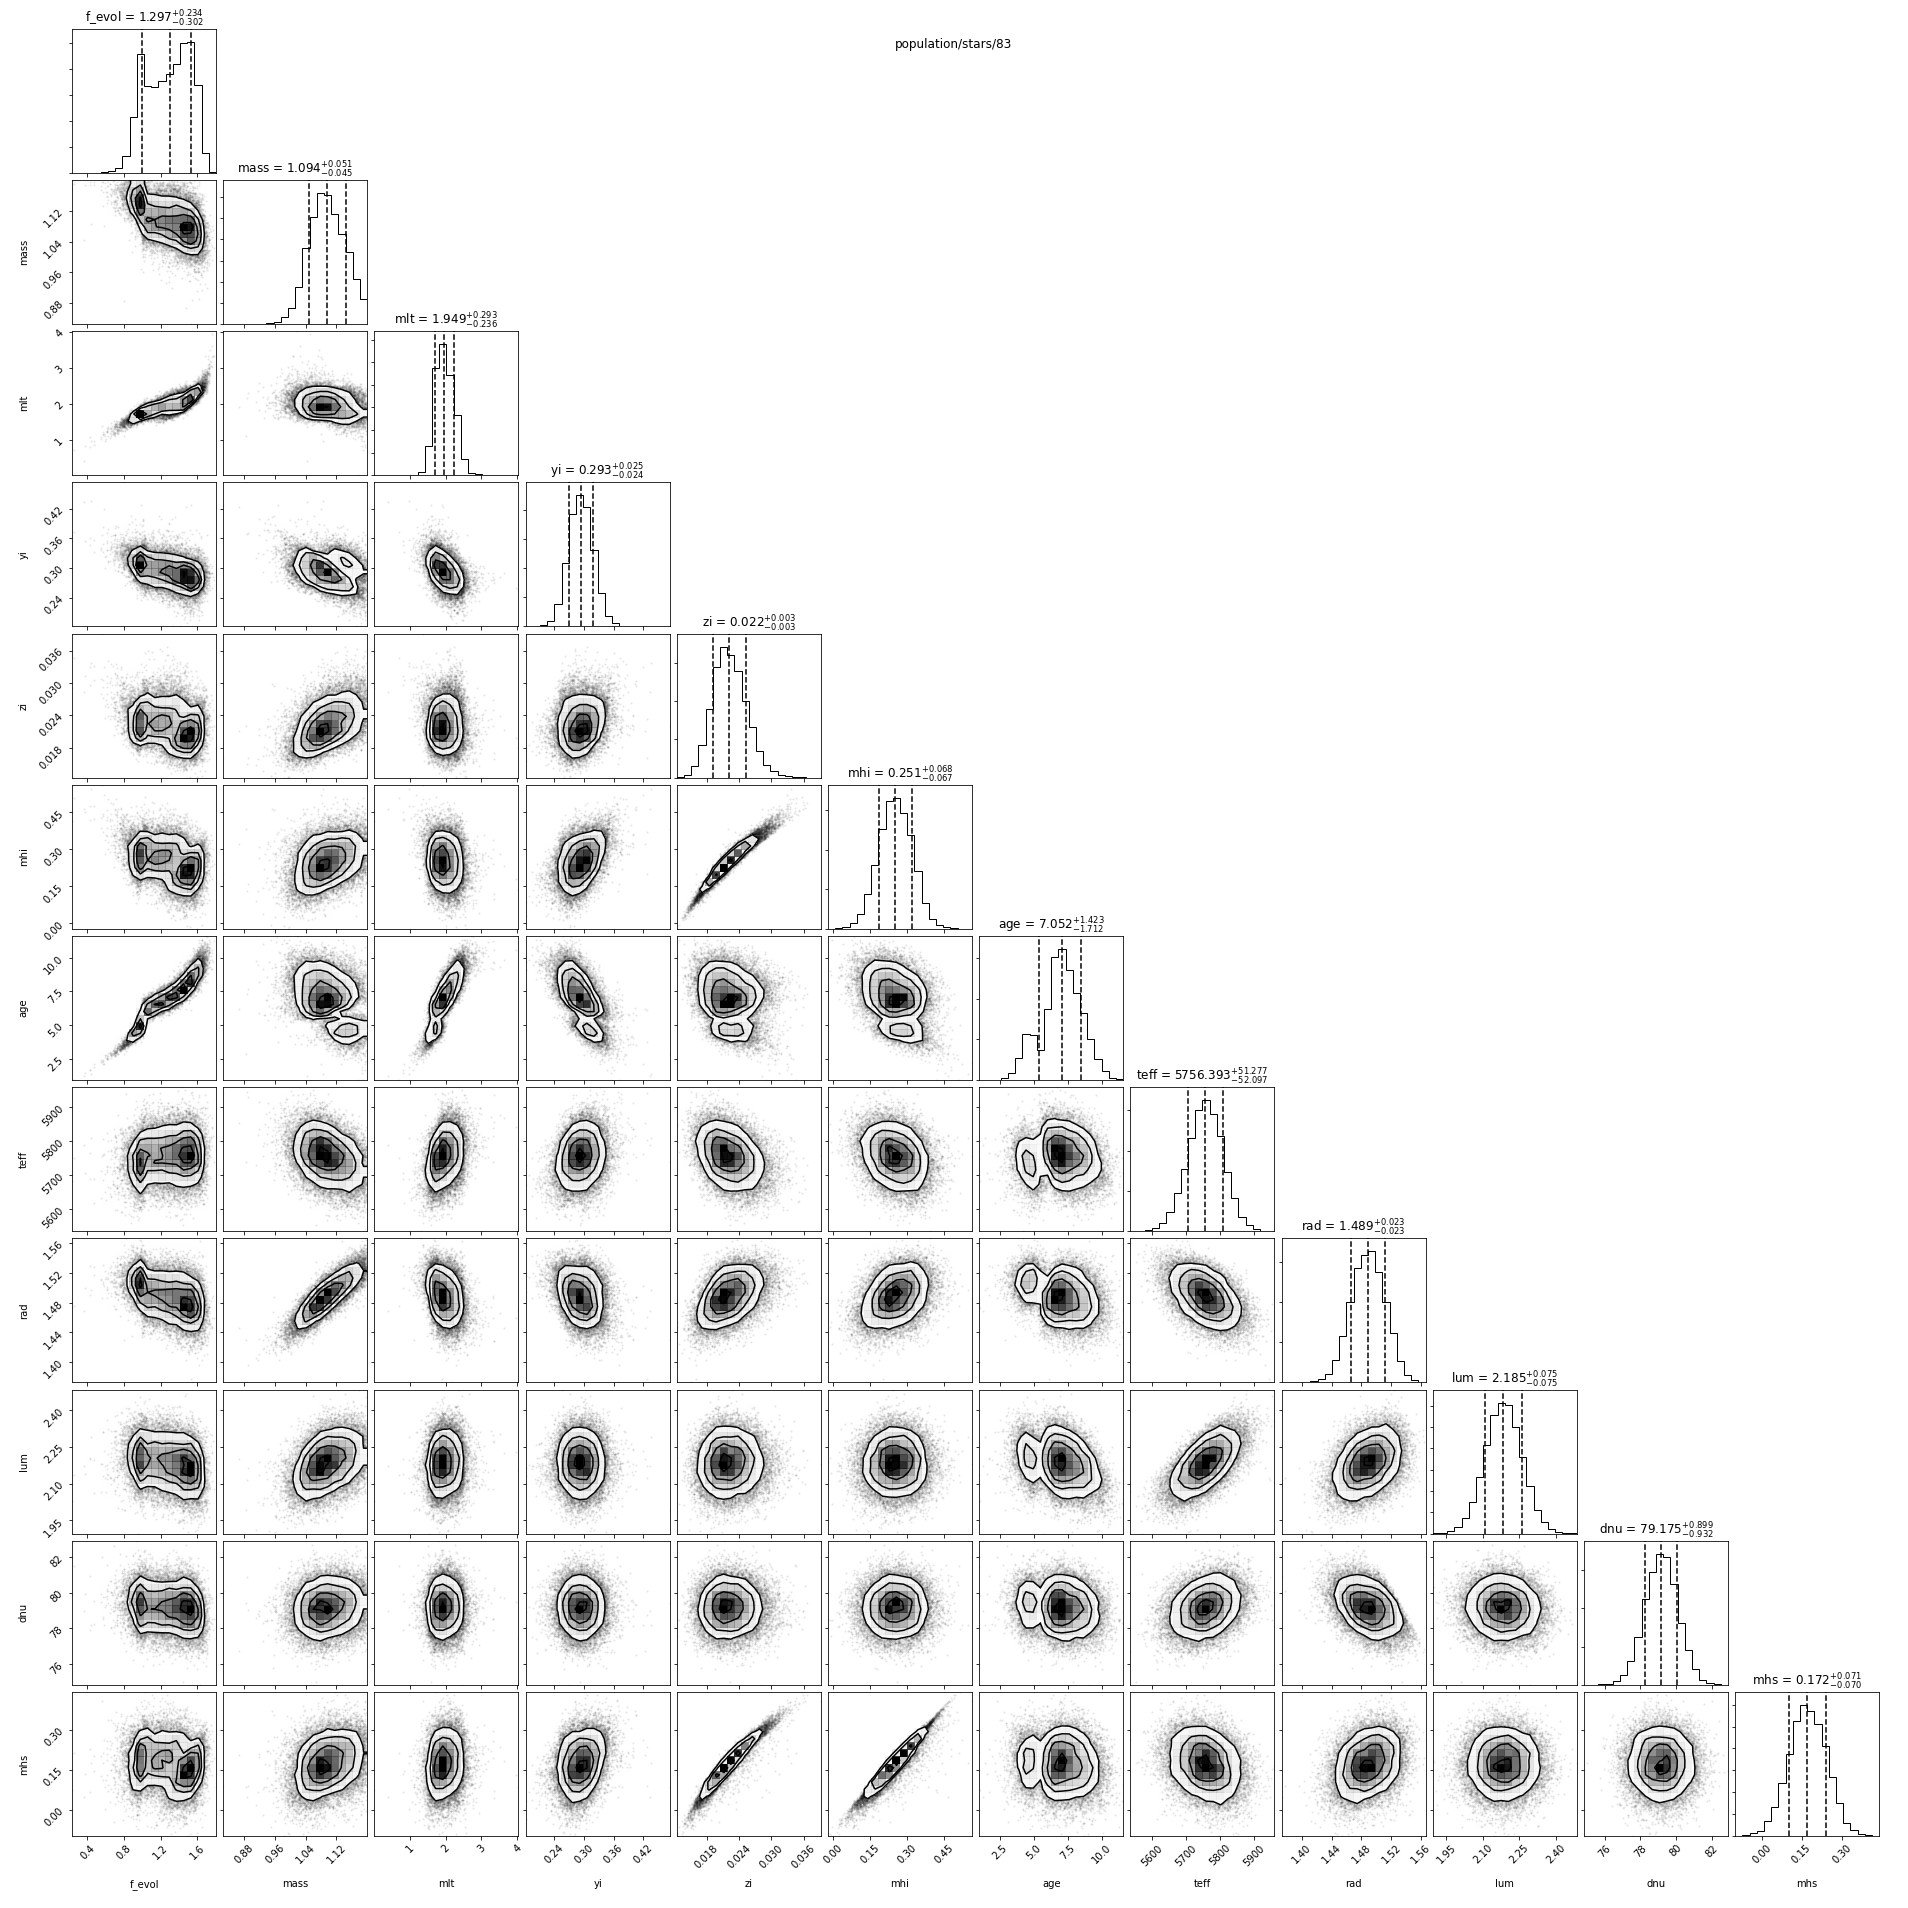 f_evol = 1.297 +0.234 −0.302
population/stars/83
mass = 1.094 +0.051 −0.045
1.12
1.04
0.96
0.88
mass
mlt = 1.949 +0.293 −0.236
4
3
2
1
mlt
yi = 0.293 +0.025 −0.024
0.42
0.36
0.30
0.24
yi
zi = 0.022 +0.003 −0.003
0.036
0.030
0.024
0.018
zi
mhi = 0.251 +0.068 −0.067
0.45
0.30
0.15
0.00
mhi
age = 7.052 +1.423 −1.712
10.0
7.5
5.0
2.5
age
teff = 5756.393 +51.277 −52.097
5900
5800
5700
5600
teff
rad = 1.489 +0.023 −0.023
1.56
1.52
1.48
1.44
1.40
rad
lum = 2.185 +0.075 −0.075
2.40
2.25
2.10
1.95
lum
dnu = 79.175 +0.899 −0.932
82
80
78
76
dnu
mhs = 0.172 +0.071 −0.070
0.30
0.15
0.00
mhs
0.4 0.8 1.2 1.6 0.88 0.96 1.04 1.12 1 2 3 4 0.24 0.30 0.36 0.42 0.018 0.024 0.030 0.036 0.00 0.15 0.30 0.45 2.5 5.0 7.5 10.0 5600 5700 5800 5900 1.40 1.44 1.48 1.52 1.56 1.95 2.10 2.25 2.40 76 78 80 82 0.00 0.15 0.30
f_evol mass mlt yi zi mhi age teff rad lum dnu mhs